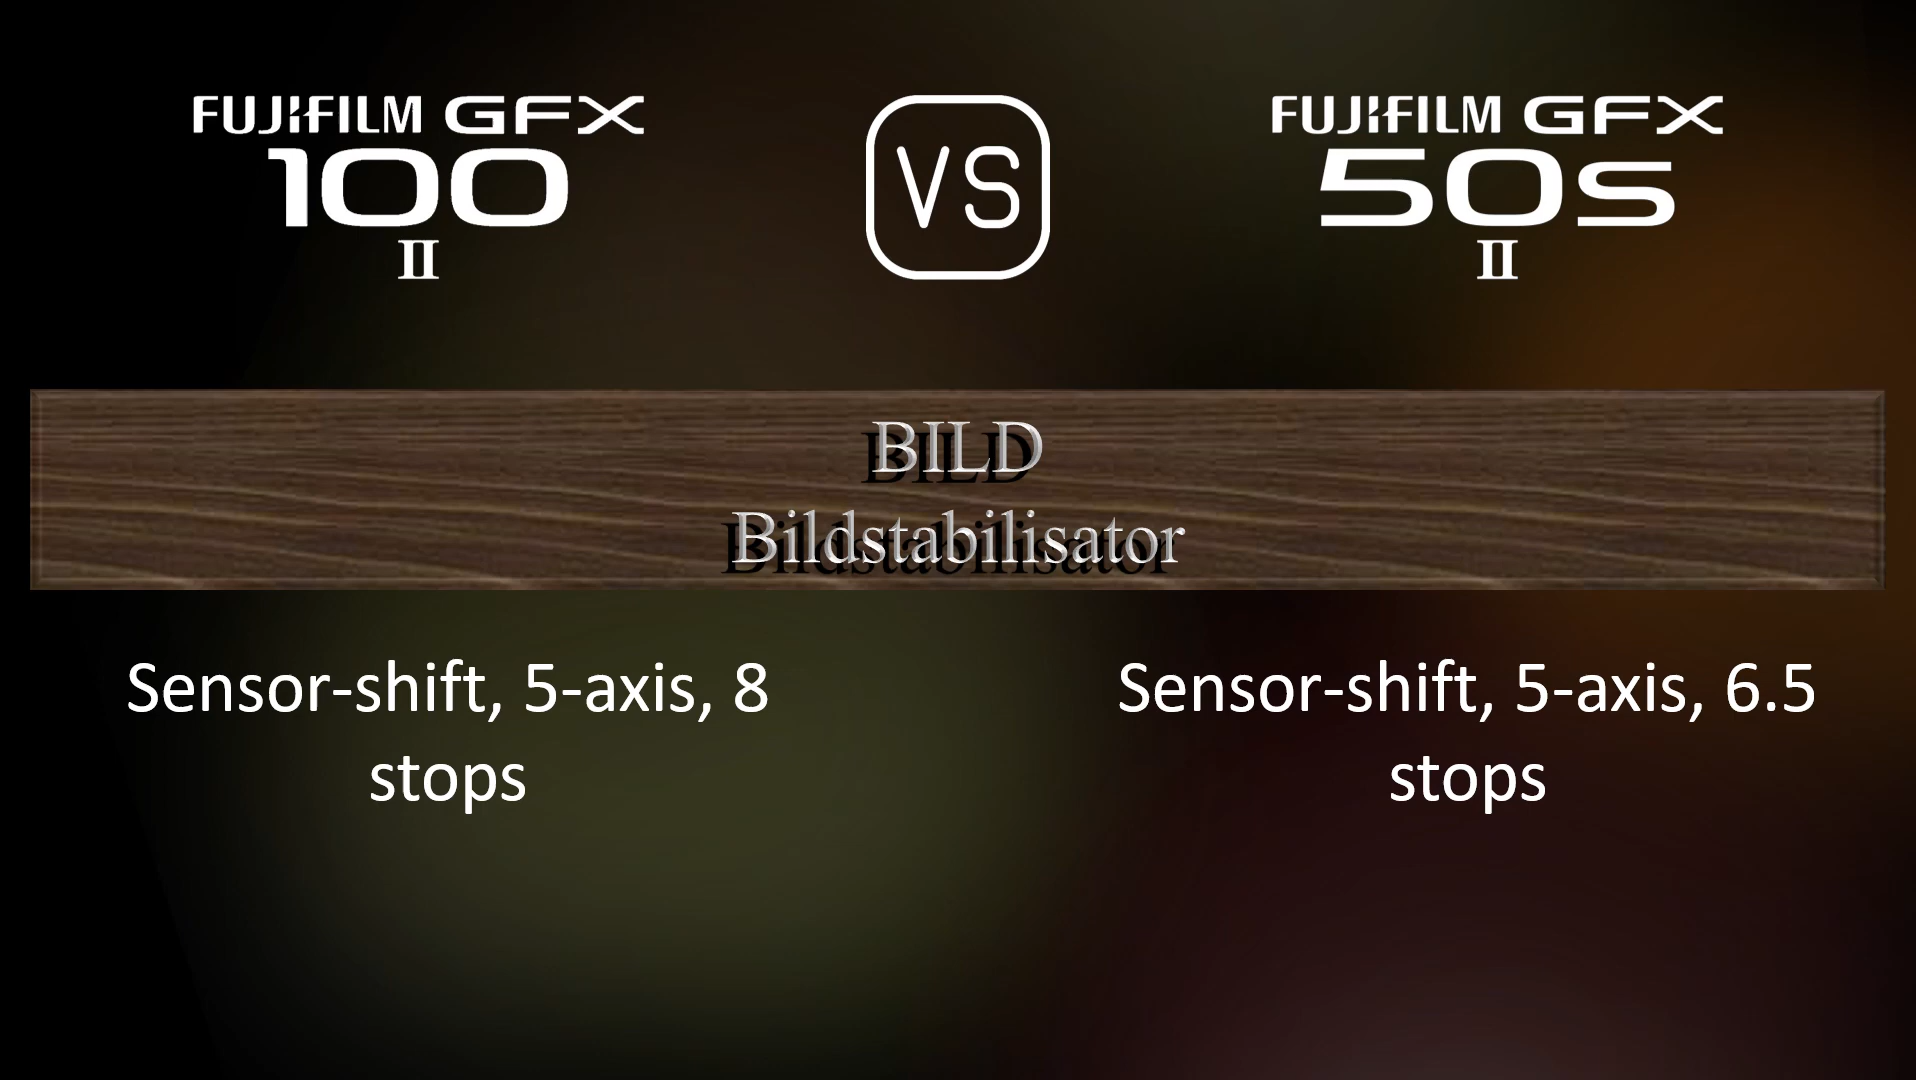 FUJIFILM GFX
100
II
VS
FUJIFILM GFX
50S
II
BILD
Bildstabilisator
Sensor-shift, 5-axis, 8
stops
Sensor-shift, 5-axis, 6.5
stops